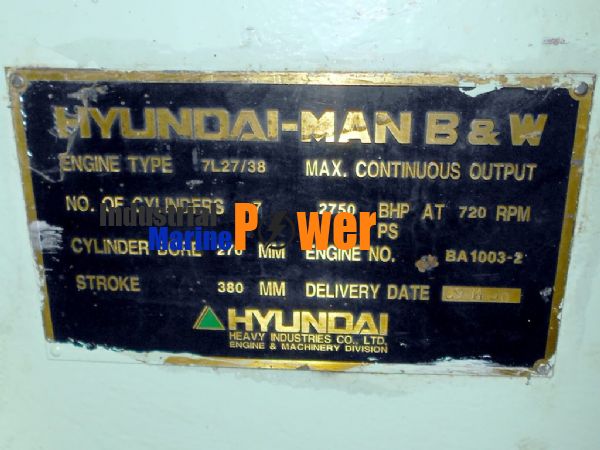 HYUNDAI-MAN B & W
ENGINE TYPE 7L27/38 MAX. CONTINUOUS OUTPUT
NO. OF CYLINDERS 7 2750 BHP AT 720 RPM
PS
Industrial
Marine Power
CYLINDER BORE 270 MM ENGINE NO. BA1003-2
STROKE 380 MM DELIVERY DATE
HYUNDAI
HEAVY INDUSTRIES CO., LTD.
ENGINE & MACHINERY DIVISION